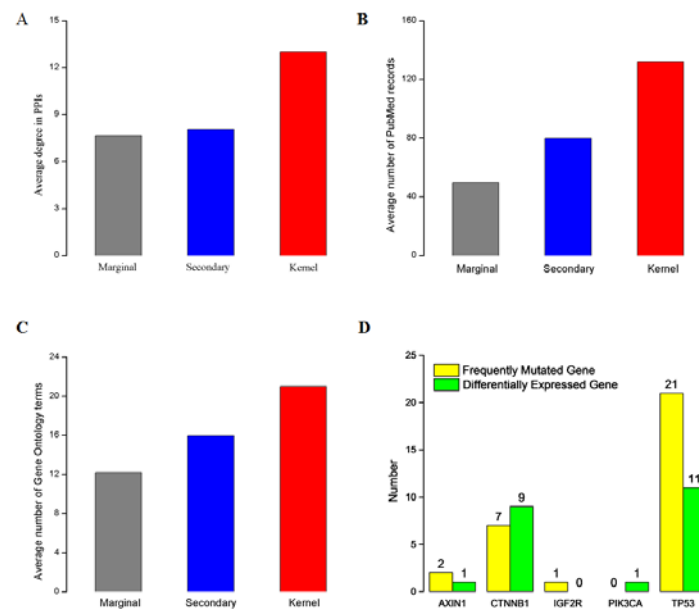 A
Average degree in PPIs
15
12
9
6
3
0
Marginal
Secondary
Kernel
B
Average number of PubMed records
160
120
80
40
0
Marginal
Secondary
Kernel
C
Average number of Gene Ontology terms
24
20
16
12
8
4
0
Marginal
Secondary
Kernel
D
Number
25
20
15
10
5
0
Frequently Mutated Gene
Differentially Expressed Gene
2
1
7
9
1
0
0
1
21
11
AXIN1
CTNNB1
IGF2R
PIK3CA
TP53